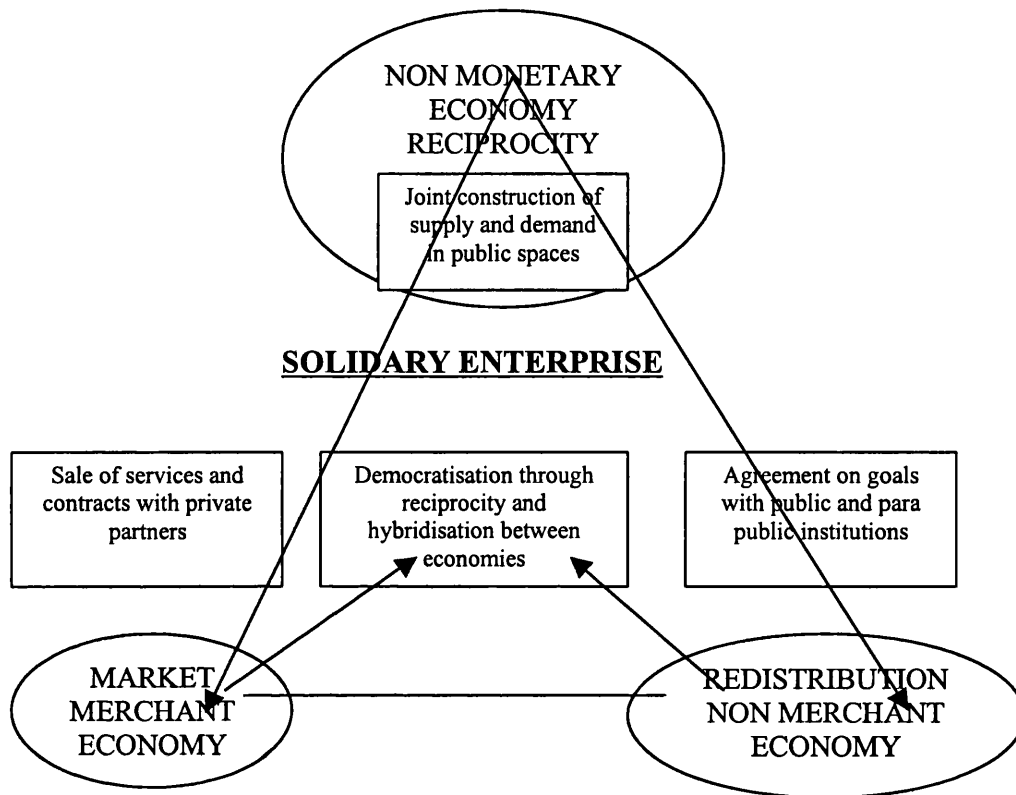 NON MONETARY
ECONOMY
RECIPROCITY
Joint construction of
supply and demand
in public spaces
SOLIDARY ENTERPRISE
Sale of services and
contracts with private
partners
Democratisation through
reciprocity and
hybridisation between
economies
Agreement on goals
with public and para
public institutions
MARKET
MERCHANT
ECONOMY
REDISTRIBUTION
NON MERCHANT
ECONOMY